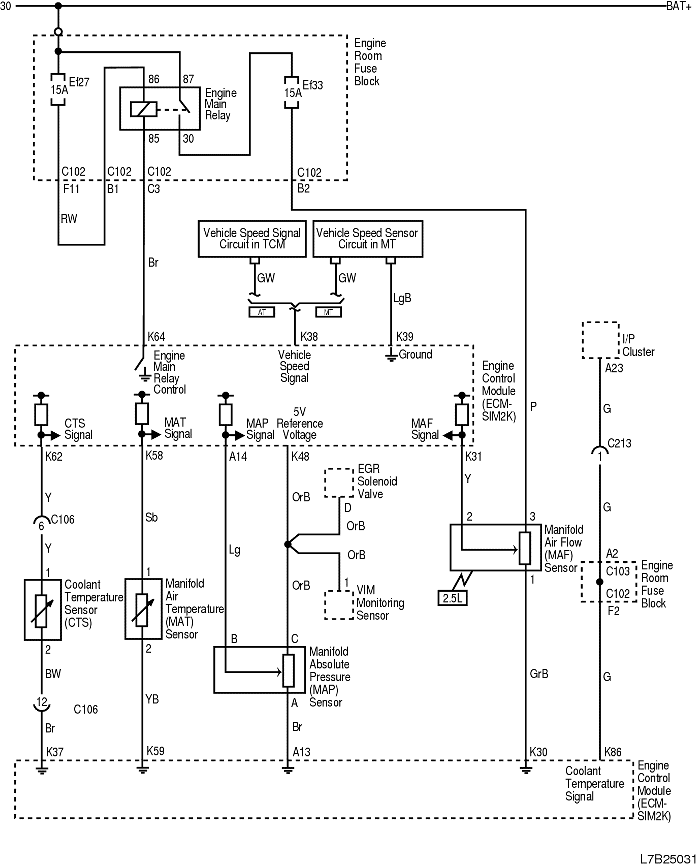 30
BAT+
Engine
Room
Fuse
Block
Ef27
15A
86
87
Engine
Main
Relay
Ef33
15A
85
30
C102
C102
C102
C102
F11
B1
C3
B2
RW
Vehicle Speed Signal
Circuit in TCM
Vehicle Speed Sensor
Circuit in MT
Br
GW
GW
LgB
AT
MT
K64
K38
K39
I/P
Cluster
Engine
Main
Relay
Control
Vehicle
Speed
Signal
Ground
Engine
Control
Module
(ECM-
SIM2K)
A23
P
G
CTS
Signal
MAT
Signal
MAP
Signal
5V
Reference
Voltage
MAF
Signal
C213
1
K62
K58
A14
K48
K31
EGR
Solenoid
Valve
Y
Sb
OrB
Y
D
G
C106
6
OrB
2
3
Y
Lg
OrB
Manifold
Air Flow
(MAF)
Sensor
A2
C103
C102
F2
Engine
Room
Fuse
Block
1
1
OrB
1
1
2.5L
Coolant
Temperature
Sensor
(CTS)
Manifold
Air
Temperature
(MAT)
Sensor
VIM
Monitoring
Sensor
2
2
B
C
Manifold
Absolute
Pressure
(MAP)
Sensor
BW
YB
GrB
G
12
C106
A
Br
Br
K37
K59
A13
K30
K86
Coolant
Temperature
Signal
Engine
Control
Module
(ECM-
SIM2K)
L7B25031